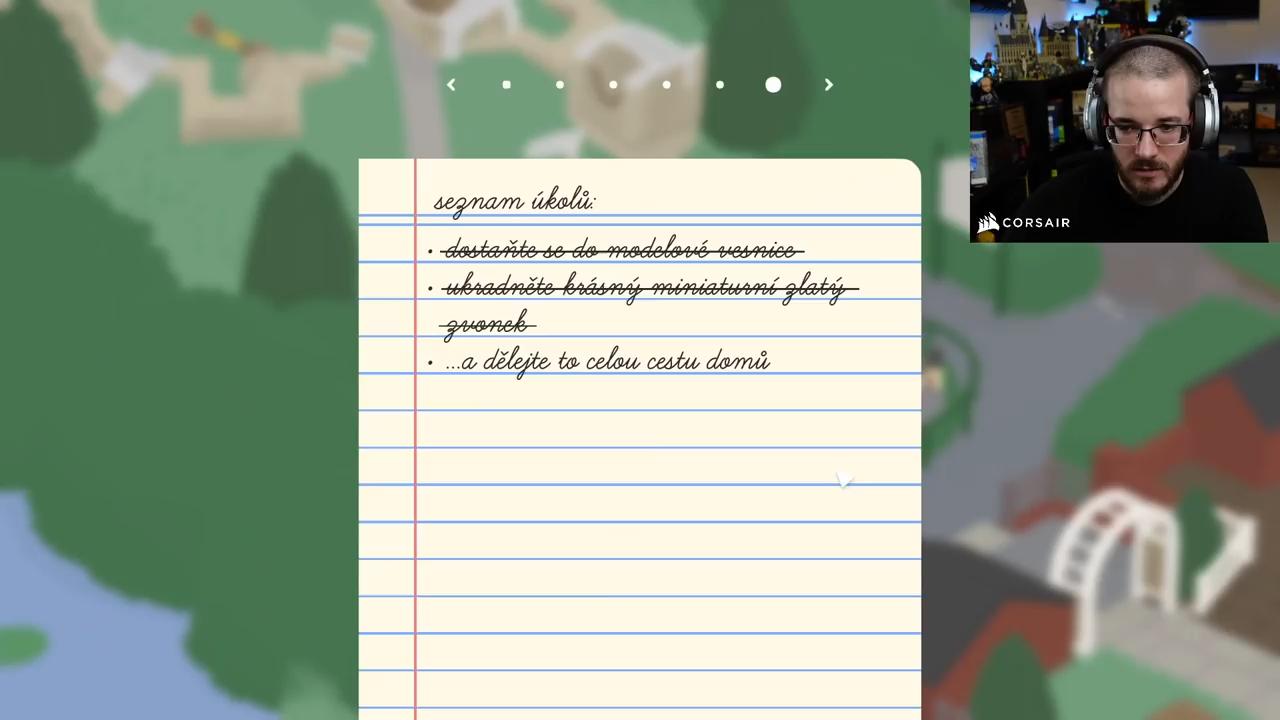 seznam úkolů:
• dostaňte se do modelové vesnice
• ukradněte krásný miniaturní zlatý
zvonek
• ...a dělejte to celou cestu domů
CORSAIR